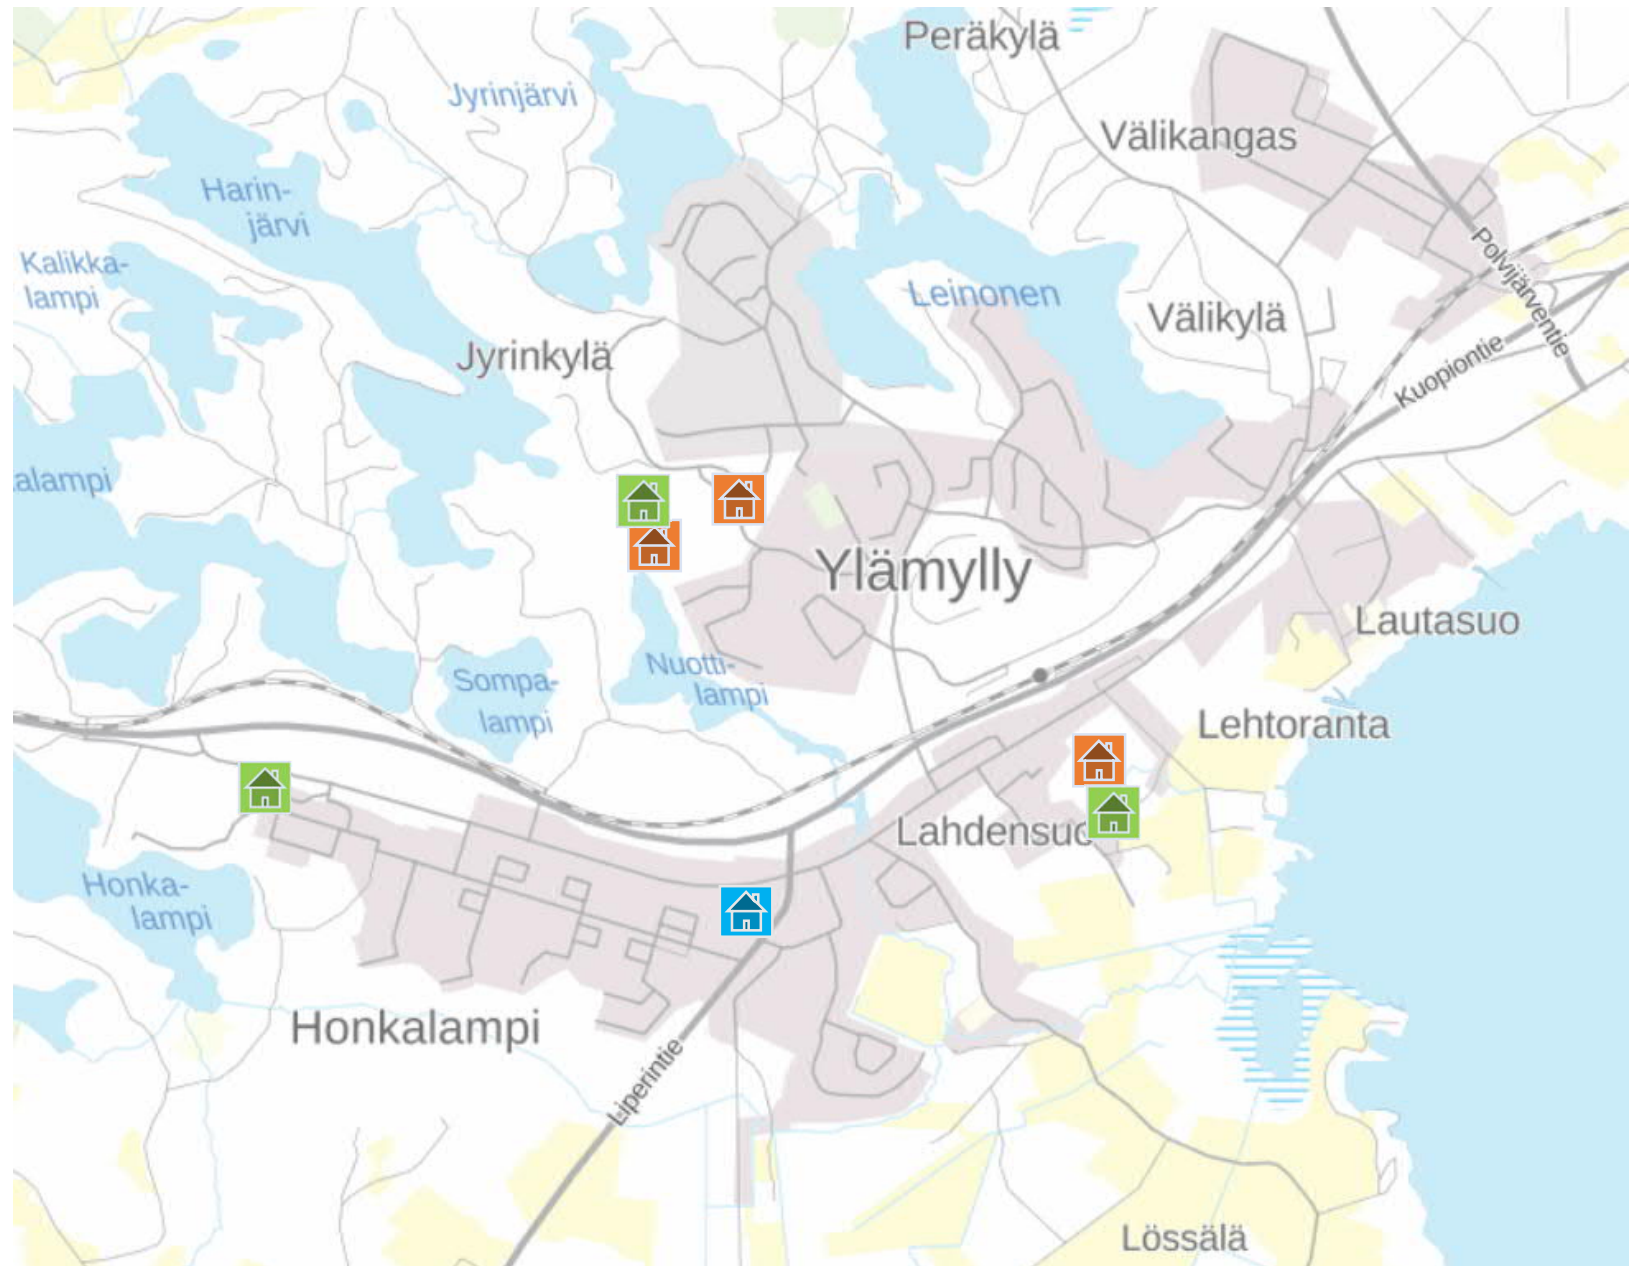 Peräkylä
Jyrinjärvi
Välikangas
Harin-
järvi
Kalikka-
lampi
Polvijärventie
Leinonen
Välikylä
Jyrinkylä
Kuopiontie
alampi
Ylämylly
Lautasuo
Nuotti-
lampi
Sompa-
lampi
Lehtoranta
Lahdensuo
Honka-
lampi
Honkalampi
Liperintie
Lössälä